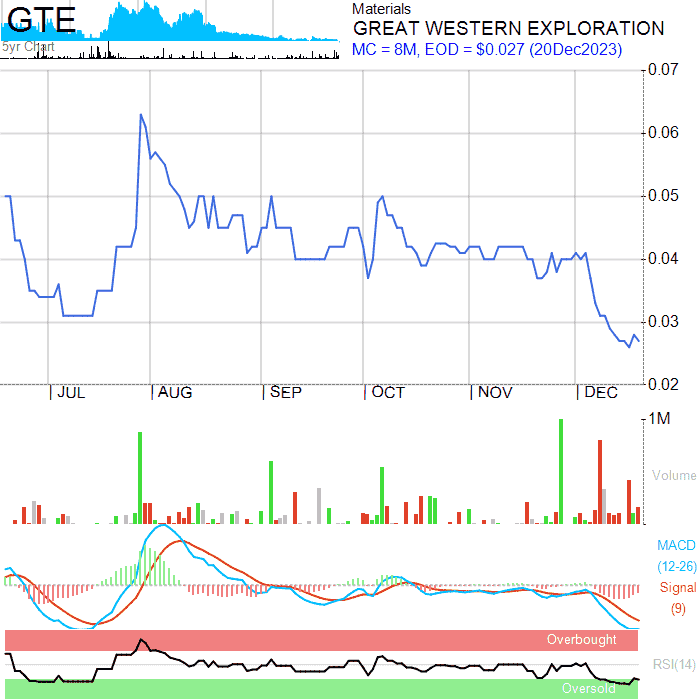 GTE
5yr Chart
Materials
GREAT WESTERN EXPLORATION
MC = 8M, EOD = $0.027 (20Dec2023)
0.07
0.06
0.05
0.04
0.03
0.02
JUL AUG SEP OCT NOV DEC
1M
Volume
MACD
(12-26)
Signal
(9)
Overbought
RSI(14)
Oversold